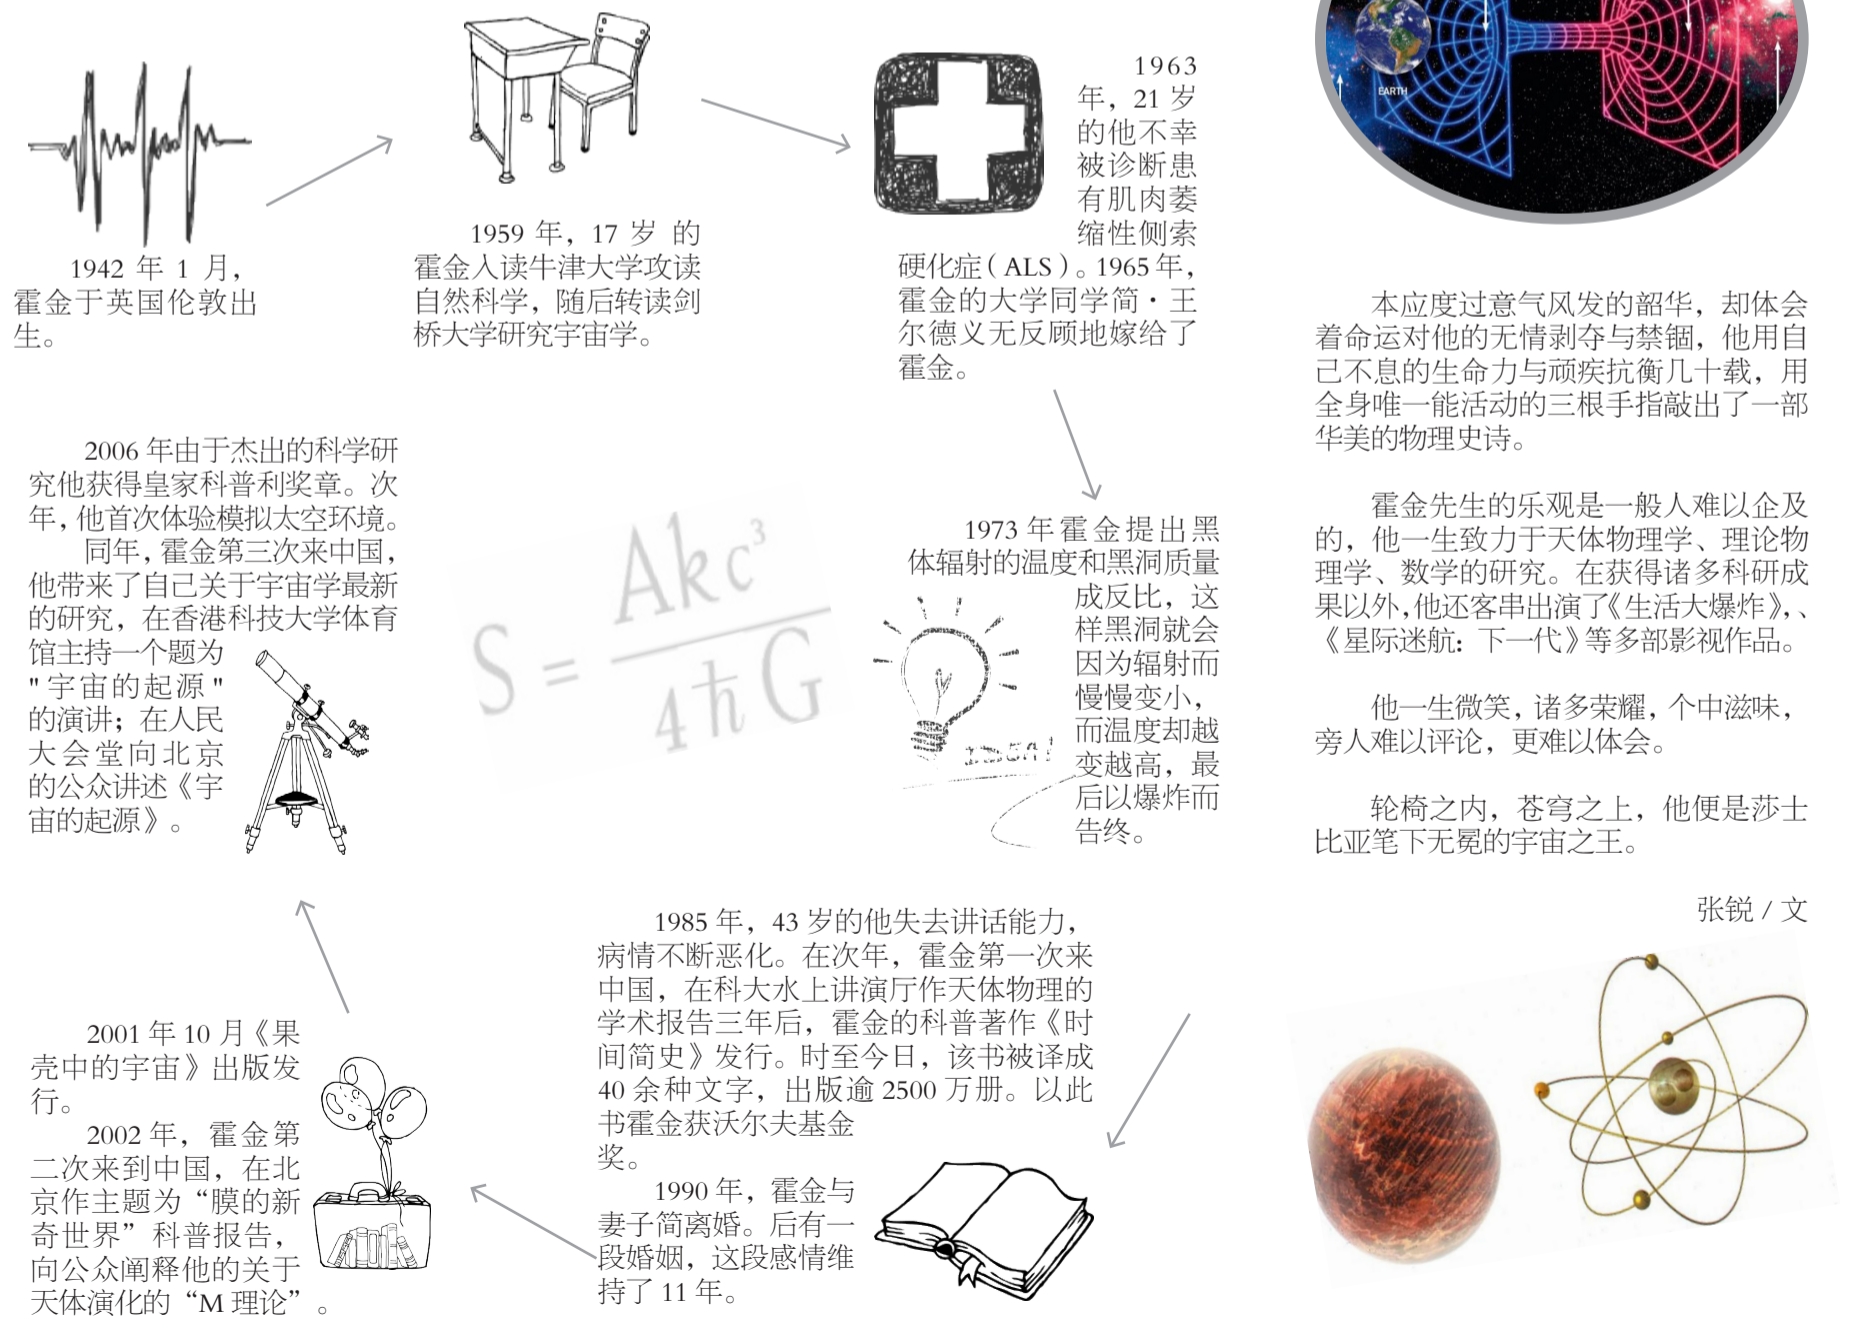 1942 年 1 月，
霍金于英国伦敦出
生。
1959 年，17 岁 的
霍金入读牛津大学攻读
自然科学，随后转读剑
桥大学研究宇宙学。
1963
年，21 岁
的他不幸
被诊断患
有肌肉萎
缩性侧索
硬化症（ALS）。1965 年，
霍金的大学同学简·王
尔德义无反顾地嫁给了
霍金。
1973 年霍金提出黑
体辐射的温度和黑洞质量
成反比，这
样黑洞就会
因为辐射而
慢慢变小，
而温度却越
变越高，最
后以爆炸而
告终。
S = Akc³ / 4ħG
1985 年，43 岁的他失去讲话能力，
病情不断恶化。在次年，霍金第一次来
中国，在科大水上讲演厅作天体物理的
学术报告三年后，霍金的科普著作《时
间简史》发行。时至今日，该书被译成
40 余种文字，出版逾 2500 万册。以此
书霍金获沃尔夫基金
奖。
1990 年，霍金与
妻子简离婚。后有一
段婚姻，这段感情维
持了 11 年。
2001 年 10 月《果
壳中的宇宙》出版发
行。
2002 年，霍金第
二次来到中国，在北
京作主题为“膜的新
奇世界”科普报告，
向公众阐释他的关于
天体演化的“M 理论”。
2006 年由于杰出的科学研
究他获得皇家科普利奖章。次
年，他首次体验模拟太空环境。
同年，霍金第三次来中国，
他带来了自己关于宇宙学最新
的研究，在香港科技大学体育
馆主持一个题为
"宇宙的起源"
的演讲；在人民
大会堂向北京
的公众讲述《宇
宙的起源》。
EARTH
本应度过意气风发的韶华，却体会
着命运对他的无情剥夺与禁锢，他用自
己不息的生命力与顽疾抗衡几十载，用
全身唯一能活动的三根手指敲出了一部
华美的物理史诗。
霍金先生的乐观是一般人难以企及
的，他一生致力于天体物理学、理论物
理学、数学的研究。在获得诸多科研成
果以外，他还客串出演了《生活大爆炸》，、
《星际迷航：下一代》等多部影视作品。
他一生微笑，诸多荣耀，个中滋味，
旁人难以评论，更难以体会。
轮椅之内，苍穹之上，他便是莎士
比亚笔下无冕的宇宙之王。
张锐 / 文